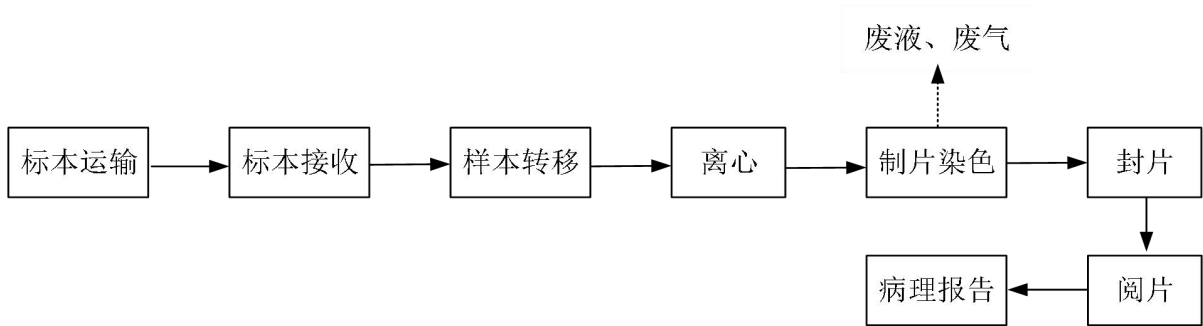 废液、废气
标本运输
标本接收
样本转移
离心
制片染色
封片
病理报告
阅片